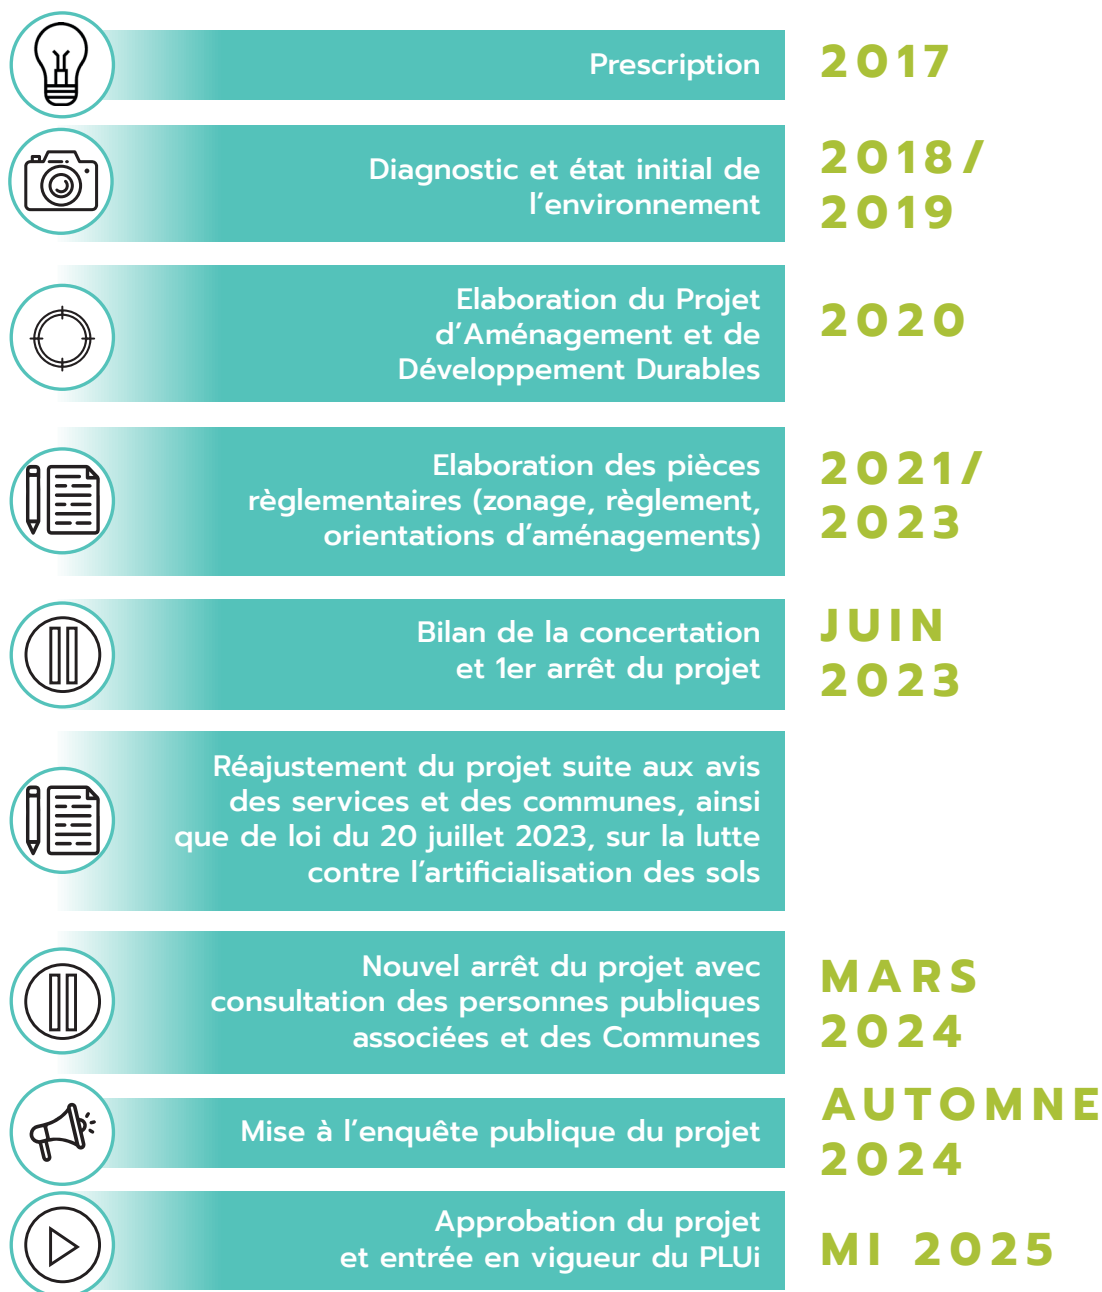 Prescription
2017
Diagnostic et état initial de
l’environnement
2018/
2019
Elaboration du Projet
d’Aménagement et de
Développement Durables
2020
Elaboration des pièces
règlementaires (zonage, règlement,
orientations d’aménagements)
2021/
2023
Bilan de la concertation
et 1er arrêt du projet
JUIN
2023
Réajustement du projet suite aux avis
des services et des communes, ainsi
que de loi du 20 juillet 2023, sur la lutte
contre l’artificialisation des sols
Nouvel arrêt du projet avec
consultation des personnes publiques
associées et des Communes
MARS
2024
Mise à l’enquête publique du projet
AUTOMNE
2024
Approbation du projet
et entrée en vigueur du PLUi
MI 2025